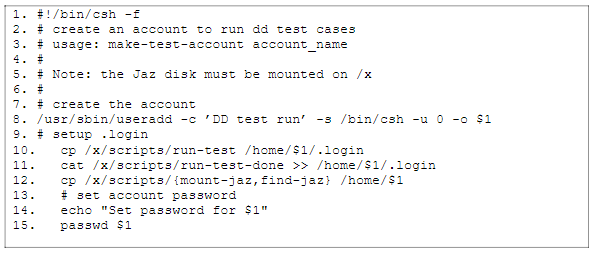 1. #!/bin/csh -f
2. # create an account to run dd test cases
3. # usage: make-test-account account_name
4. #
5. # Note: the Jaz disk must be mounted on /x
6. #
7. # create the account
8. /usr/sbin/useradd -c ’DD test run’ -s /bin/csh -u 0 -o $1
9. # setup .login
10. cp /x/scripts/run-test /home/$1/.login
11. cat /x/scripts/run-test-done >> /home/$1/.login
12. cp /x/scripts/{mount-jaz,find-jaz} /home/$1
13. # set account password
14. echo "Set password for $1"
15. passwd $1